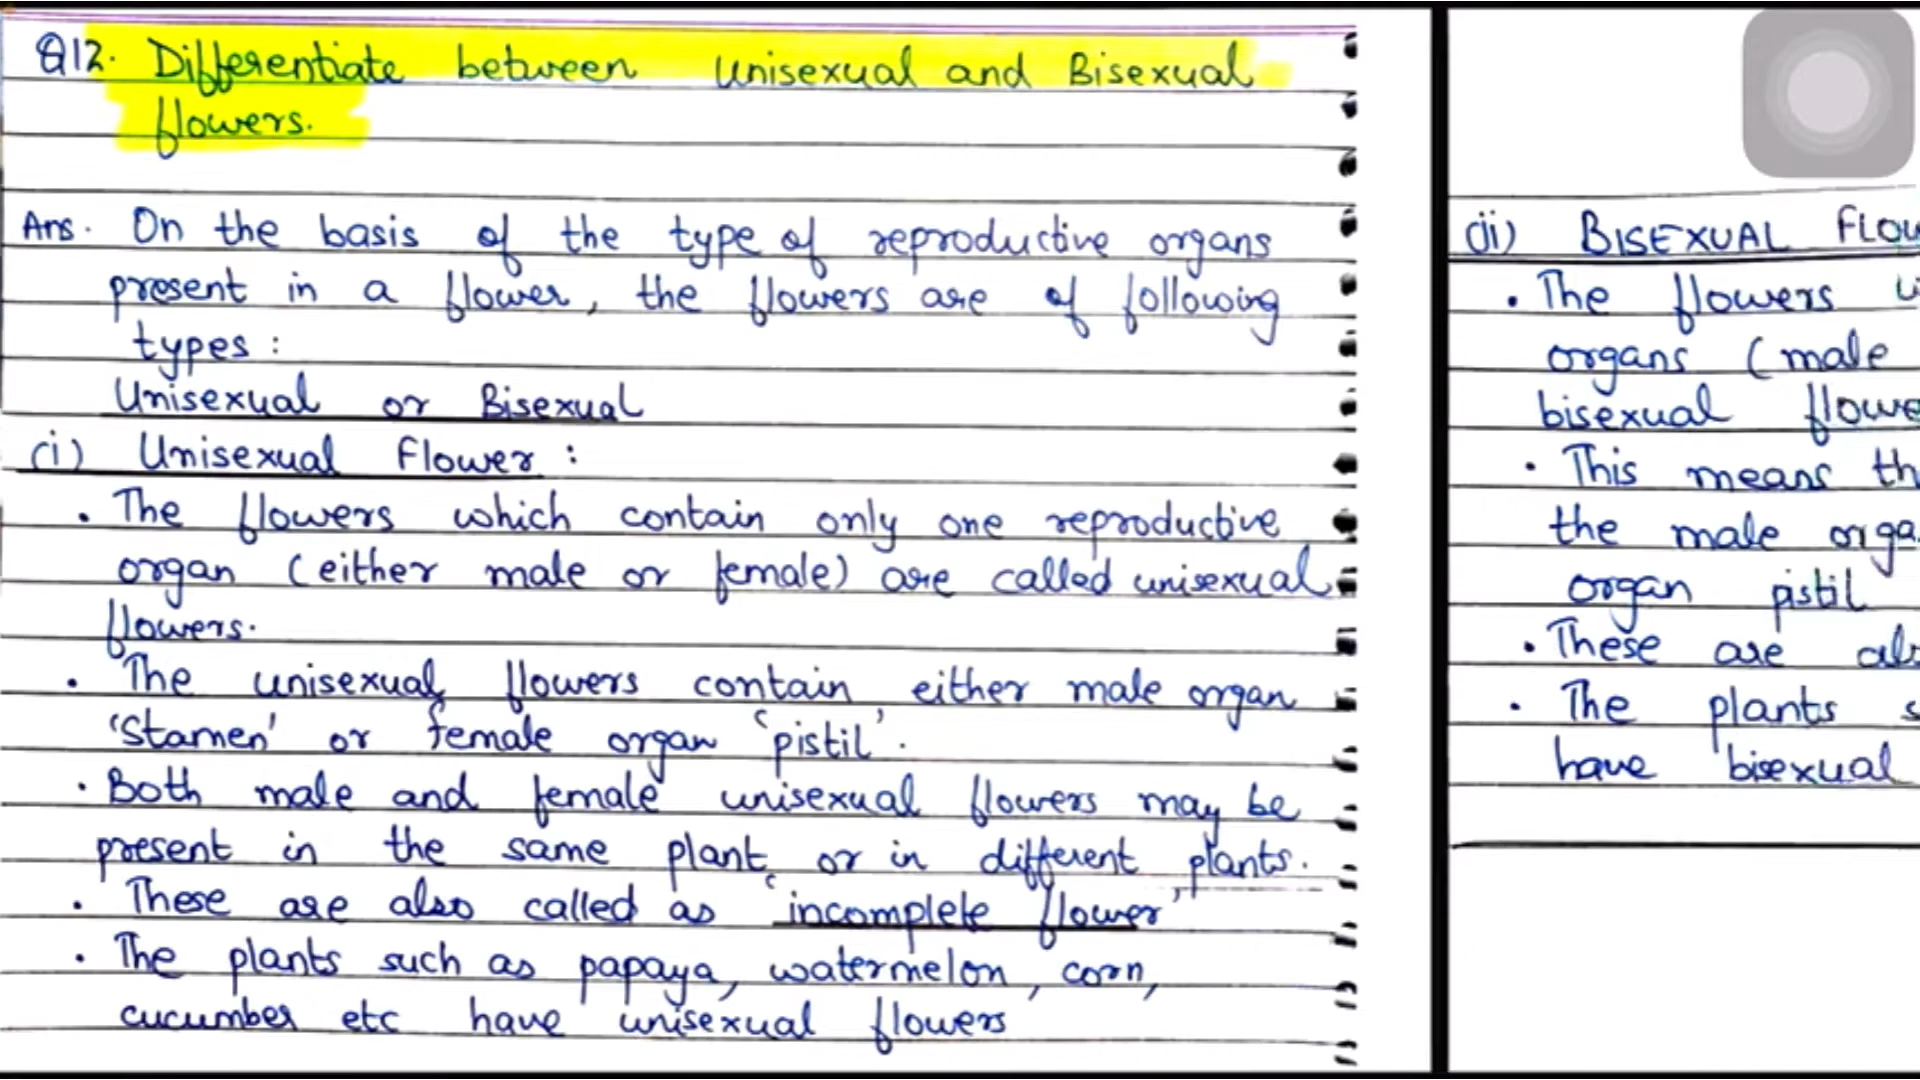 Q12. Differentiate between Unisexual and Bisexual
flowers.
Ans. On the basis of the type of reproductive organs
present in a flower, the flowers are of following
types :
Unisexual or Bisexual
(i) Unisexual Flower :
. The flowers which contain only one reproductive
organ (either male or female) are called unisexual
flowers.
. The unisexual flowers contain either male organ
'Stamen' or female organ 'pistil'.
. Both male and female unisexual flowers may be
present in the same plant or in different plants.
. These are also called as 'incomplete flower'
. The plants such as papaya, watermelon, corn,
cucumber etc have unisexual flowers
(ii) BISEXUAL
. The flowers
organs (male
bisexual
. This means
the male
organ pistil
. These are
. The plants
have bisexual